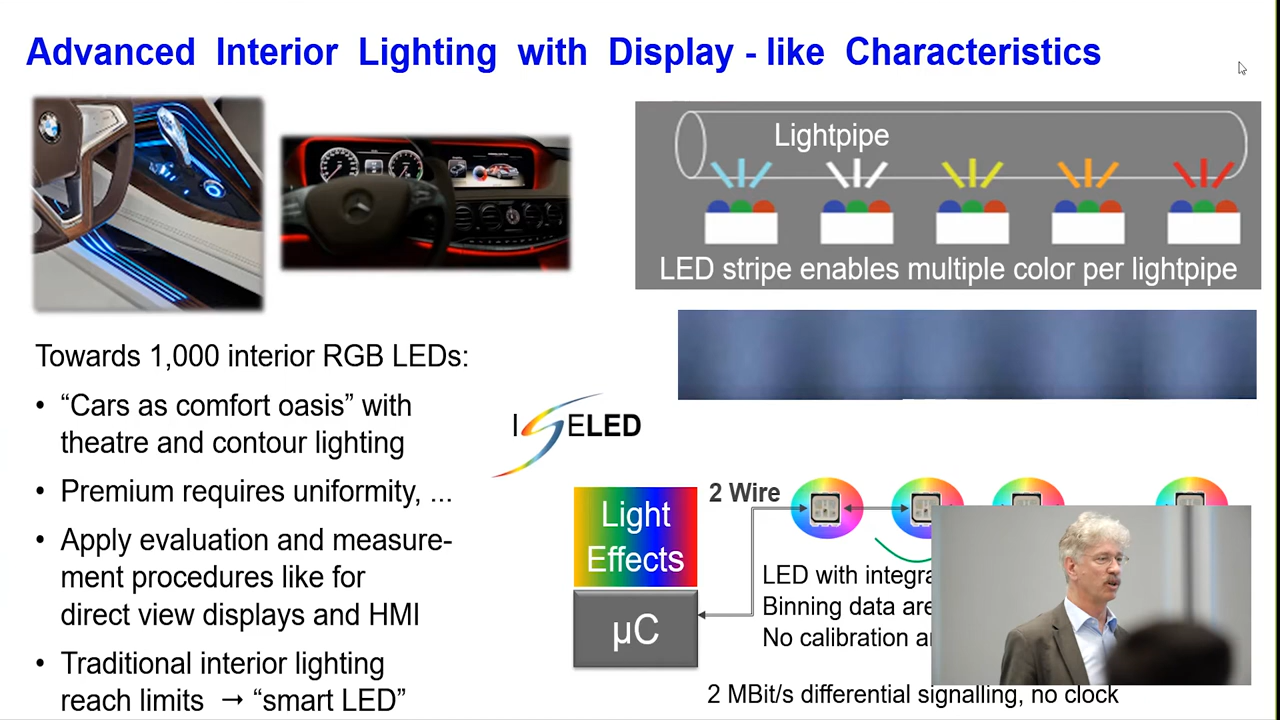 Advanced Interior Lighting with Display - like Characteristics
Lightpipe
LED stripe enables multiple color per lightpipe
Towards 1,000 interior RGB LEDs:
• “Cars as comfort oasis” with
theatre and contour lighting
• Premium requires uniformity, ...
• Apply evaluation and measure-
ment procedures like for
direct view displays and HMI
• Traditional interior lighting
reach limits → “smart LED”
ISELED
Light
Effects
µC
2 Wire
LED with integra
Binning data are
No calibration a
2 MBit/s differential signalling, no clock